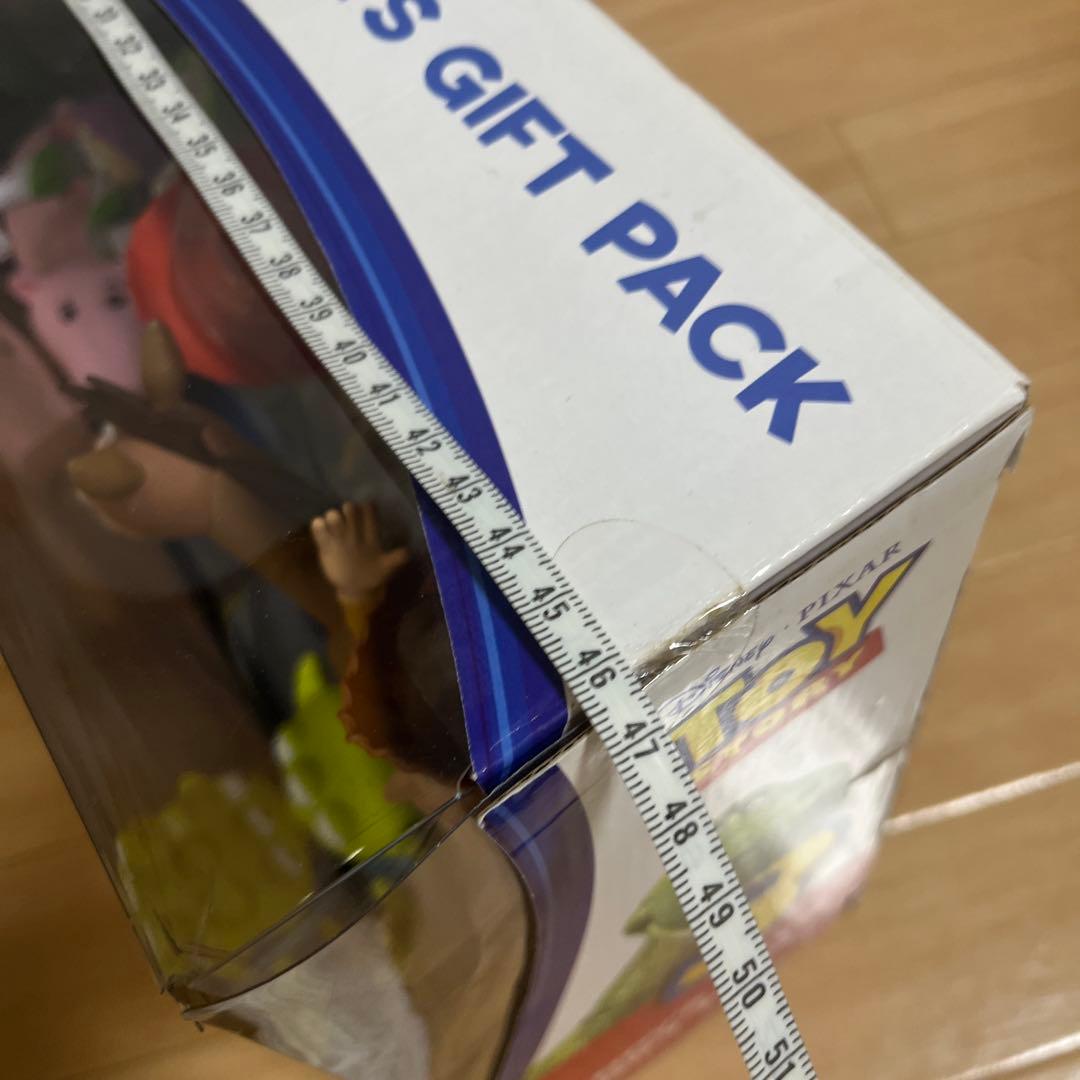 S GIFT PACK
31 32 33 34 35 36 37 38 39 40 41 42 43 44 45 46 47 48 49 50 51
Disney · PIXAR
TOY
STORY